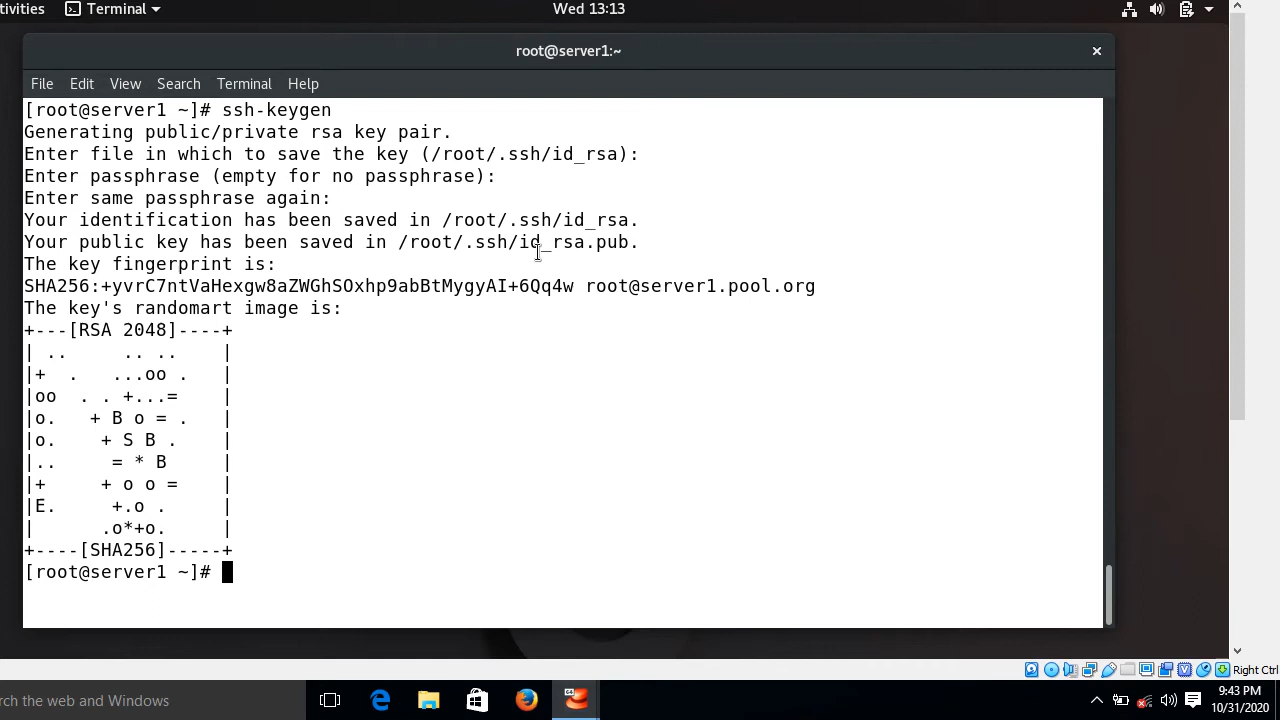 tivities Terminal Wed 13:13
root@server1:~ ×
File Edit View Search Terminal Help
[root@server1 ~]# ssh-keygen
Generating public/private rsa key pair.
Enter file in which to save the key (/root/.ssh/id_rsa):
Enter passphrase (empty for no passphrase):
Enter same passphrase again:
Your identification has been saved in /root/.ssh/id_rsa.
Your public key has been saved in /root/.ssh/id_rsa.pub.
The key fingerprint is:
SHA256:+yvrC7ntVaHexgw8aZWGhSOxhp9abBtMygyAI+6Qq4w root@server1.pool.org
The key's randomart image is:
+---[RSA 2048]----+
| ..     .. ..    |
|+  .   ...oo .   |
|oo  . . +...=    |
|o.   + B o = .   |
|o.    + S B .    |
|..     = * B     |
|+     + o o =    |
|E.     +.o .     |
|      .o*+o.     |
+----[SHA256]-----+
[root@server1 ~]#
Right Ctrl
rch the web and Windows
9:43 PM
10/31/2020